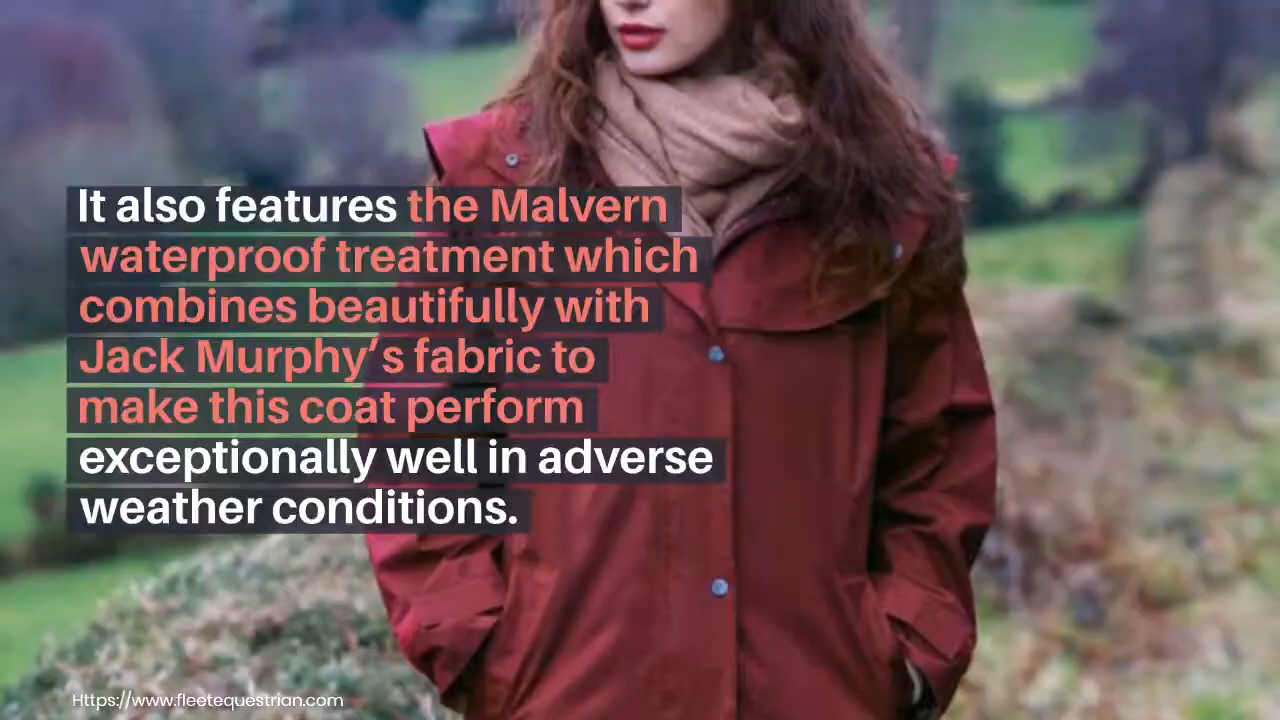 It also features the Malvern
waterproof treatment which
combines beautifully with
Jack Murphy’s fabric to
make this coat perform
exceptionally well in adverse
weather conditions.
Https://www.fleetequestrian.com